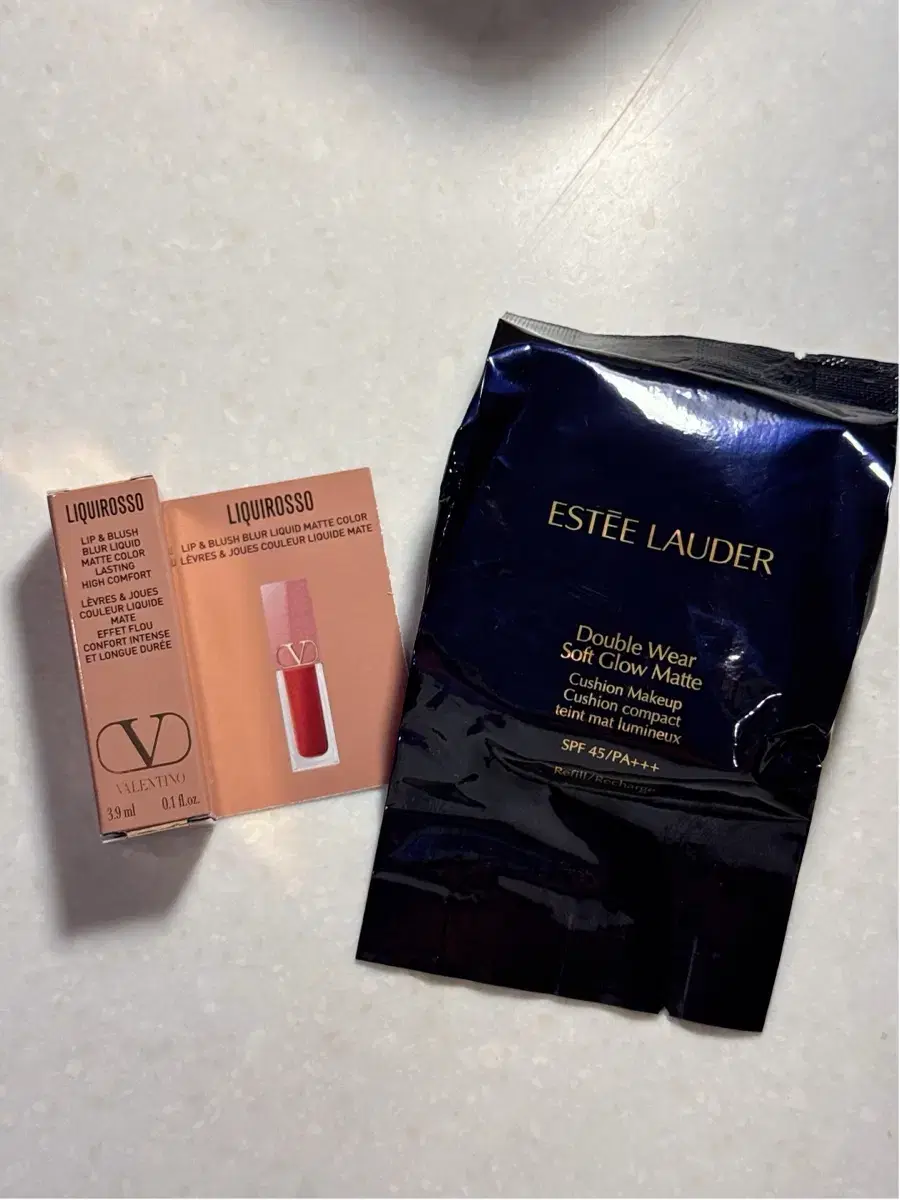 LIQUIROSSO
LIP & BLUSH
BLUR LIQUID
MATTE COLOR
LASTING
HIGH COMFORT
LÈVRES & JOUES
COULEUR LIQUIDE
MATE
EFFET FLOU
CONFORT INTENSE
ET LONGUE DURÉE
V
VALENTINO
3.9 ml 0.1 fl.oz.
LIQUIROSSO
LIP & BLUSH BLUR LIQUID MATTE COLOR
LÈVRES & JOUES COULEUR LIQUIDE MATE
V
ESTĒE LAUDER
Double Wear
Soft Glow Matte
Cushion Makeup
Cushion compact
teint mat lumineux
SPF 45/PA+++
Refill/Recharge